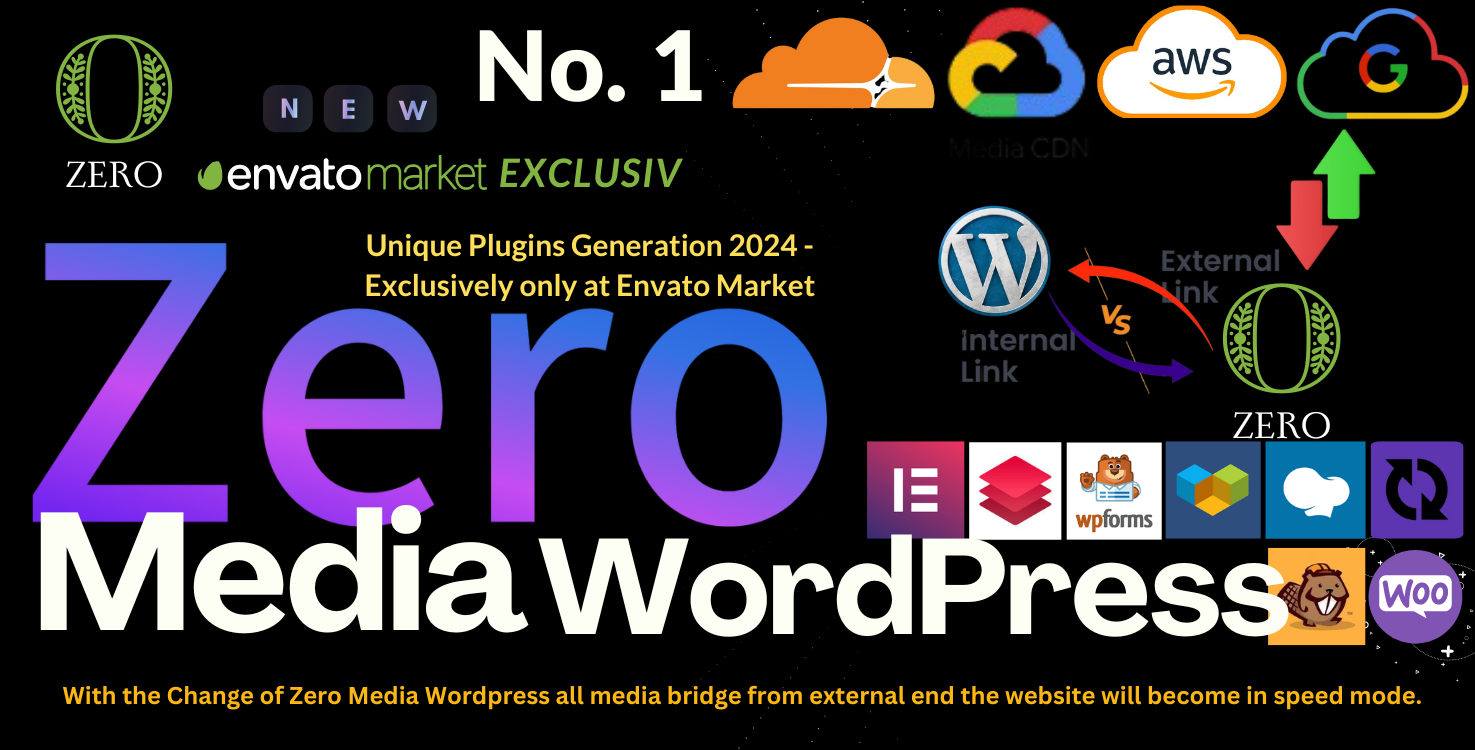 No. 1
aws
G
ZERO
NEW
Media CDN
envato market EXCLUSIV
Unique Plugins Generation 2024 -
Exclusively only at Envato Market
Zero
W
External
Link
VS
Internal
Link
ZERO
wpforms
Media WordPress
Woo
With the Change of Zero Media Wordpress all media bridge from external end the website will become in speed mode.